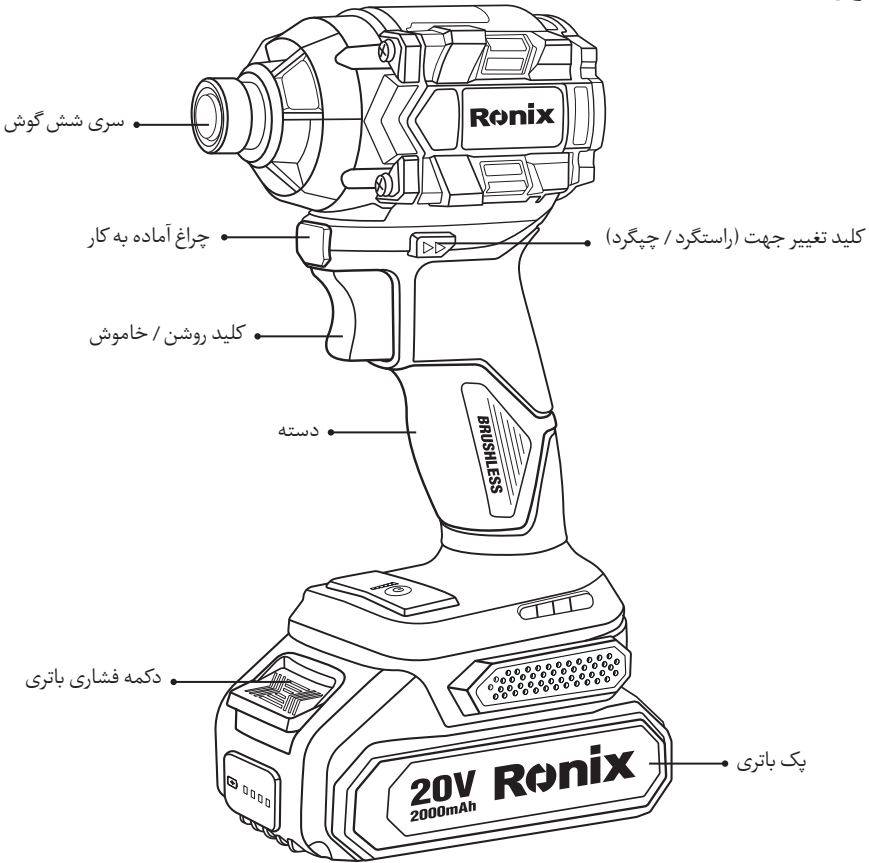 Ronix
سری شش گوش
چراغ آماده به کار
کلید تغییر جهت (راستگرد / چپگرد)
کلید روشن / خاموش
دسته
BRUSHLESS
دکمه فشاری باتری
پک باتری
20V Ronix
2000mAh